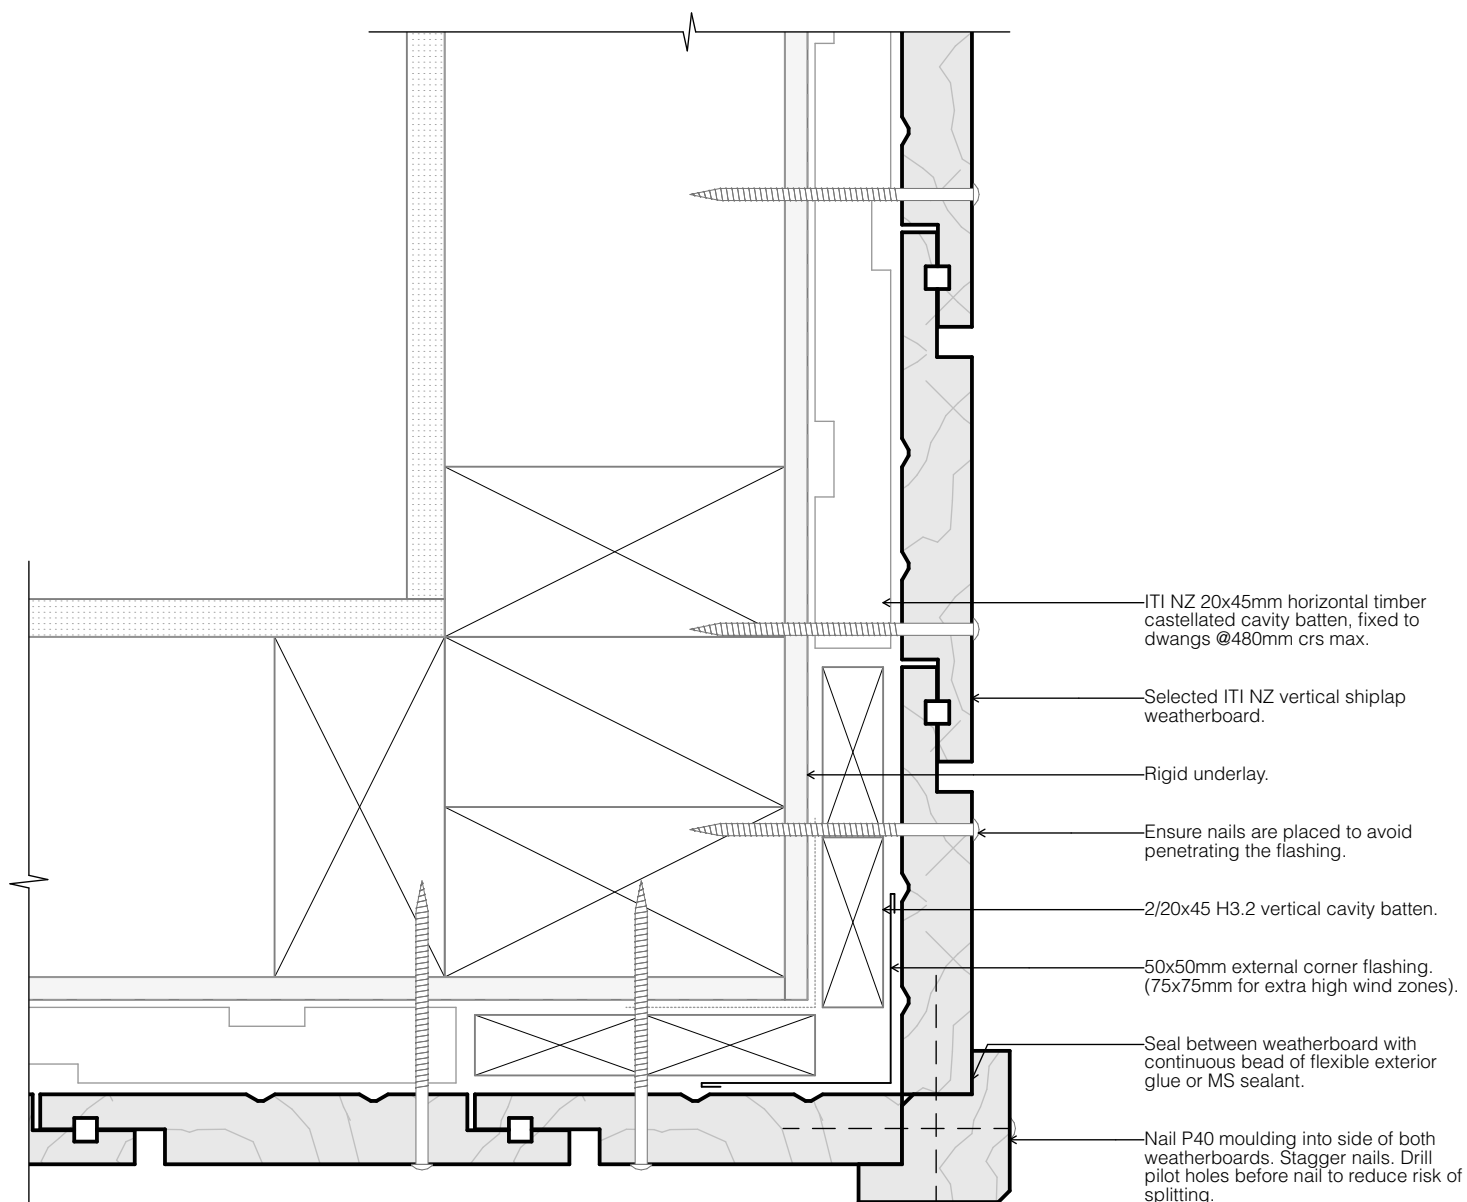 ITI NZ 20x45mm horizontal timber
castellated cavity batten, fixed to
dwangs @480mm crs max.
Selected ITI NZ vertical shiplap
weatherboard.
Rigid underlay.
Ensure nails are placed to avoid
penetrating the flashing.
2/20x45 H3.2 vertical cavity batten.
50x50mm external corner flashing.
(75x75mm for extra high wind zones).
Seal between weatherboard with
continuous bead of flexible exterior
glue or MS sealant.
Nail P40 moulding into side of both
weatherboards. Stagger nails. Drill
pilot holes before nail to reduce risk of
splitting.